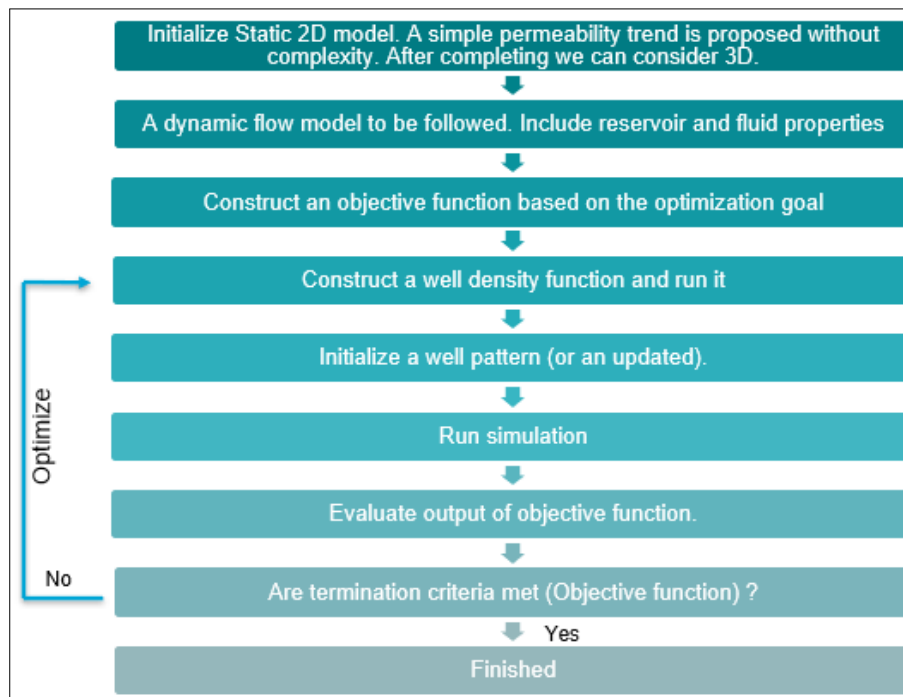 Initialize Static 2D model. A simple permeability trend is proposed without
complexity. After completing we can consider 3D.
A dynamic flow model to be followed. Include reservoir and fluid properties
Construct an objective function based on the optimization goal
Construct a well density function and run it
Initialize a well pattern (or an updated).
Optimize
Run simulation
Evaluate output of objective function.
No
Are termination criteria met (Objective function) ?
Yes
Finished